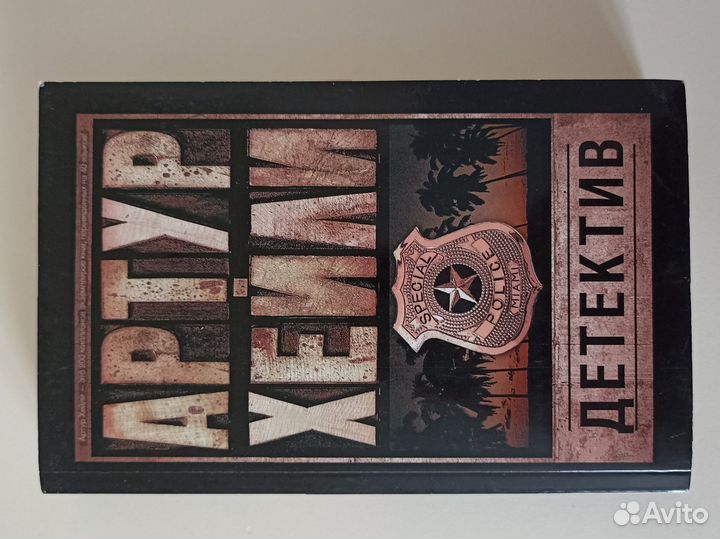 АРТУР
ХЕЙЛИ
SPECIAL
POLICE
MIAMI
ДЕТЕКТИВ
Avito